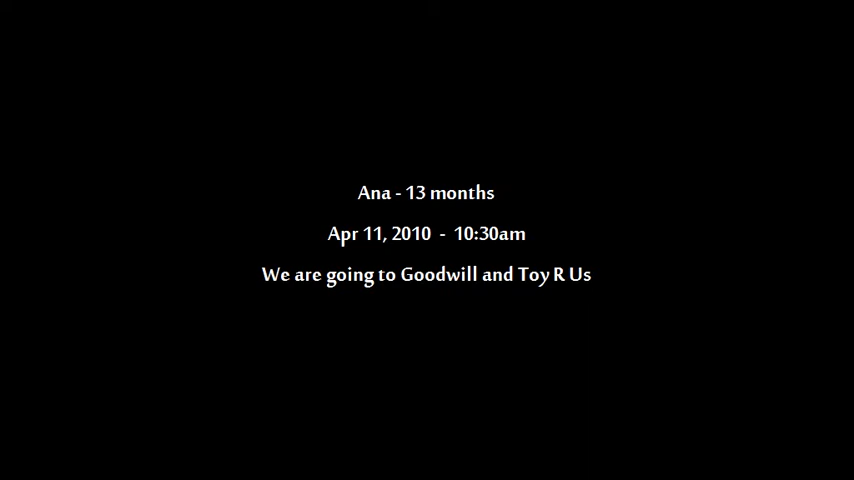 Ana - 13 months
Apr 11, 2010 - 10:30am
We are going to Goodwill and Toy R Us